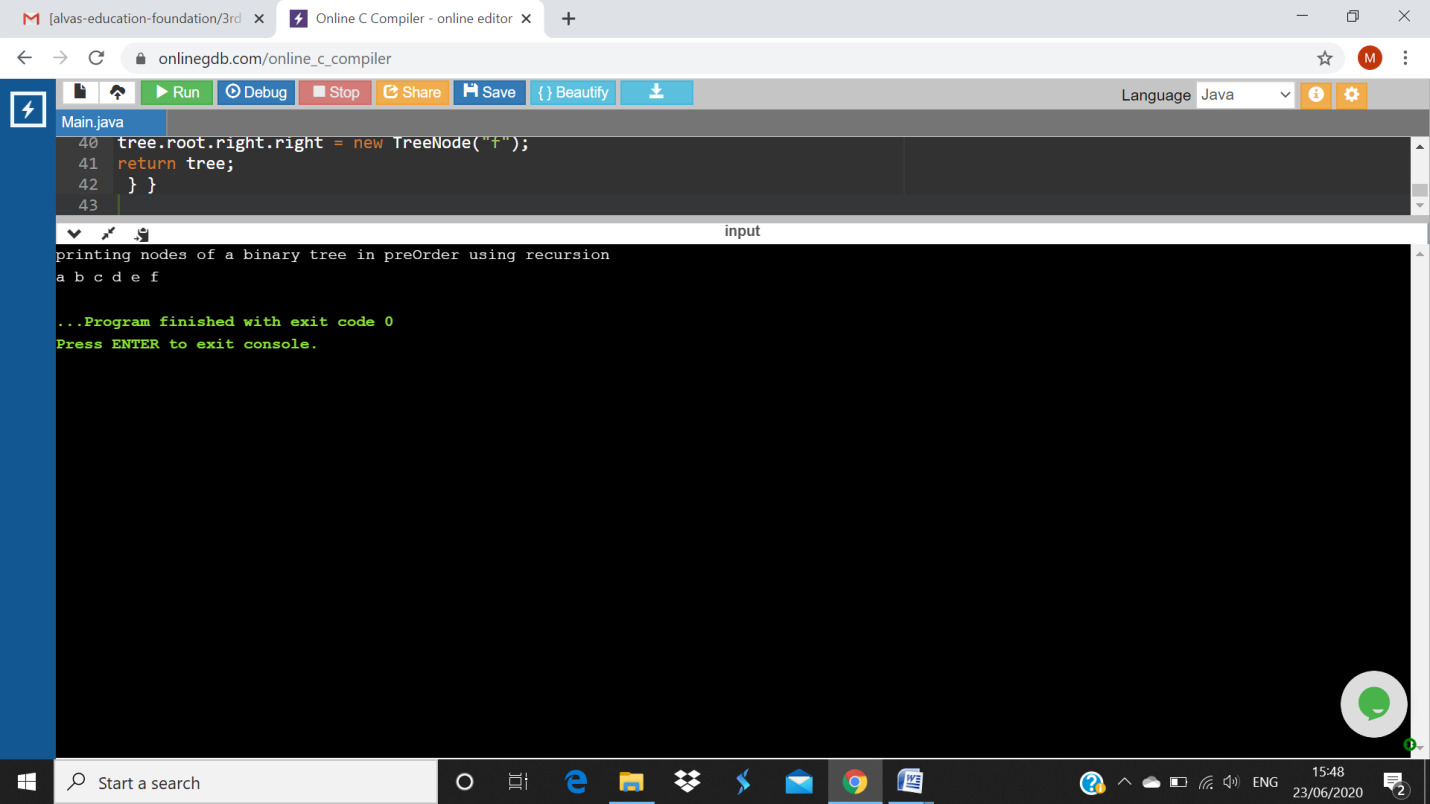 [alvas-education-foundation/3rd
Online C Compiler - online editor
onlinegdb.com/online_c_compiler
M
Run
Debug
Stop
Share
Save
{ } Beautify
Language
Java
Main.java
40 tree.root.right.right = new TreeNode("f");
41 return tree;
42 } }
43
input
printing nodes of a binary tree in preOrder using recursion
a b c d e f
...Program finished with exit code 0
Press ENTER to exit console.
Start a search
ENG
15:48
23/06/2020
2